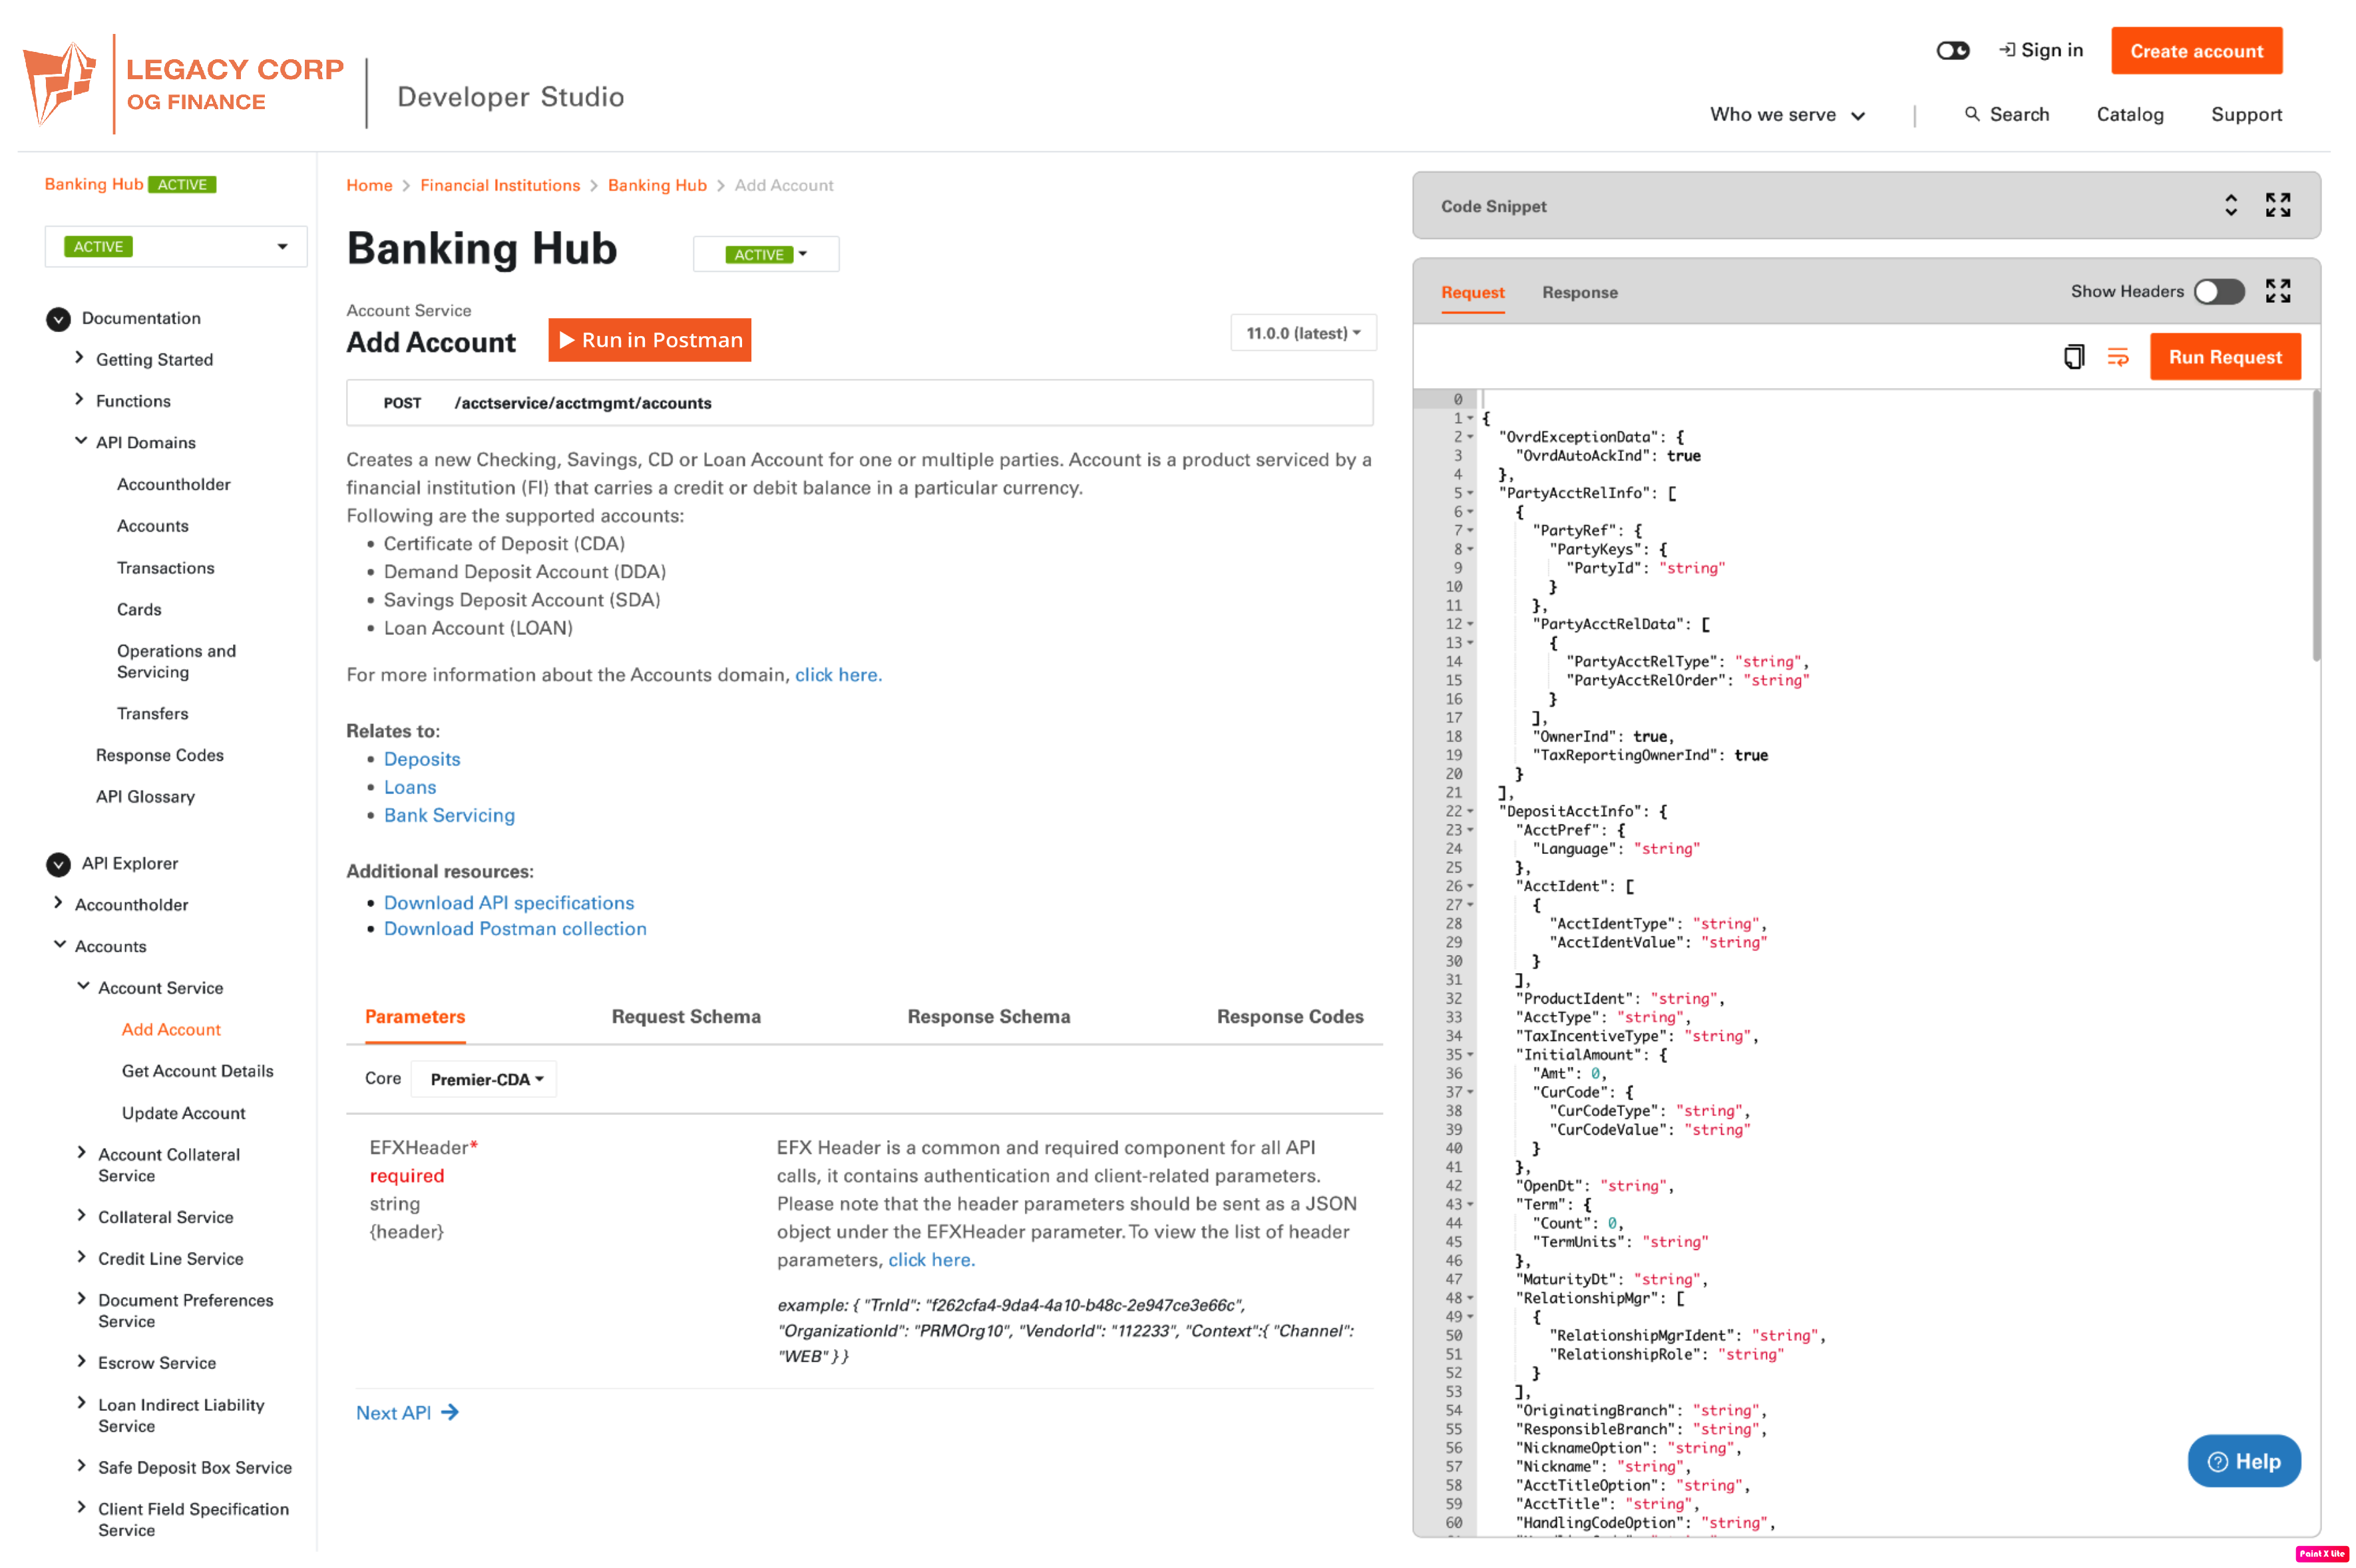 LEGACY CORP
OG FINANCE
Developer Studio
Sign in
Create account
Who we serve
Search
Catalog
Support
Banking Hub ACTIVE
ACTIVE
Documentation
Getting Started
Functions
API Domains
Accountholder
Accounts
Transactions
Cards
Operations and
Servicing
Transfers
Response Codes
API Glossary
API Explorer
Accountholder
Accounts
Account Service
Add Account
Get Account Details
Update Account
Account Collateral
Service
Collateral Service
Credit Line Service
Document Preferences
Service
Escrow Service
Loan Indirect Liability
Service
Safe Deposit Box Service
Client Field Specification
Service
Home > Financial Institutions > Banking Hub > Add Account
Banking Hub
ACTIVE
Account Service
Add Account
Run in Postman
11.0.0 (latest)
POST /acctservice/acctmgmt/accounts
Creates a new Checking, Savings, CD or Loan Account for one or multiple parties. Account is a product serviced by a
financial institution (FI) that carries a credit or debit balance in a particular currency.
Following are the supported accounts:
• Certificate of Deposit (CDA)
• Demand Deposit Account (DDA)
• Savings Deposit Account (SDA)
• Loan Account (LOAN)
For more information about the Accounts domain, click here.
Relates to:
• Deposits
• Loans
• Bank Servicing
Additional resources:
• Download API specifications
• Download Postman collection
Parameters Request Schema Response Schema Response Codes
Core Premier-CDA
EFXHeader*
required
string
{header}
EFX Header is a common and required component for all API
calls, it contains authentication and client-related parameters.
Please note that the header parameters should be sent as a JSON
object under the EFXHeader parameter. To view the list of header
parameters, click here.
example: { "TrnId": "f262cfa4-9da4-4a10-b48c-2e947ce3e66c",
"OrganizationId": "PRMOrg10", "VendorId": "112233", "Context":{ "Channel":
"WEB" } }
Next API →
Code Snippet
Request Response Show Headers
Run Request
0
1 {
2 "OvrdExceptionData": {
3 "OvrdAutoAckInd": true
4 },
5 "PartyAcctRelInfo": [
6 {
7 "PartyRef": {
8 "PartyKeys": {
9 "PartyId": "string"
10 }
11 },
12 "PartyAcctRelData": [
13 {
14 "PartyAcctRelType": "string",
15 "PartyAcctRelOrder": "string"
16 }
17 ],
18 "OwnerInd": true,
19 "TaxReportingOwnerInd": true
20 }
21 ],
22 "DepositAcctInfo": {
23 "AcctPref": {
24 "Language": "string"
25 },
26 "AcctIdent": [
27 {
28 "AcctIdentType": "string",
29 "AcctIdentValue": "string"
30 }
31 ],
32 "ProductIdent": "string",
33 "AcctType": "string",
34 "TaxIncentiveType": "string",
35 "InitialAmount": {
36 "Amt": 0,
37 "CurCode": {
38 "CurCodeType": "string",
39 "CurCodeValue": "string"
40 }
41 },
42 "OpenDt": "string",
43 "Term": {
44 "Count": 0,
45 "TermUnits": "string"
46 },
47 "MaturityDt": "string",
48 "RelationshipMgr": [
49 {
50 "RelationshipMgrIdent": "string",
51 "RelationshipRole": "string"
52 }
53 ],
54 "OriginatingBranch": "string",
55 "ResponsibleBranch": "string",
56 "NicknameOption": "string",
57 "Nickname": "string",
58 "AcctTitleOption": "string",
59 "AcctTitle": "string",
60 "HandlingCodeOption": "string",
Help
Paint X lite